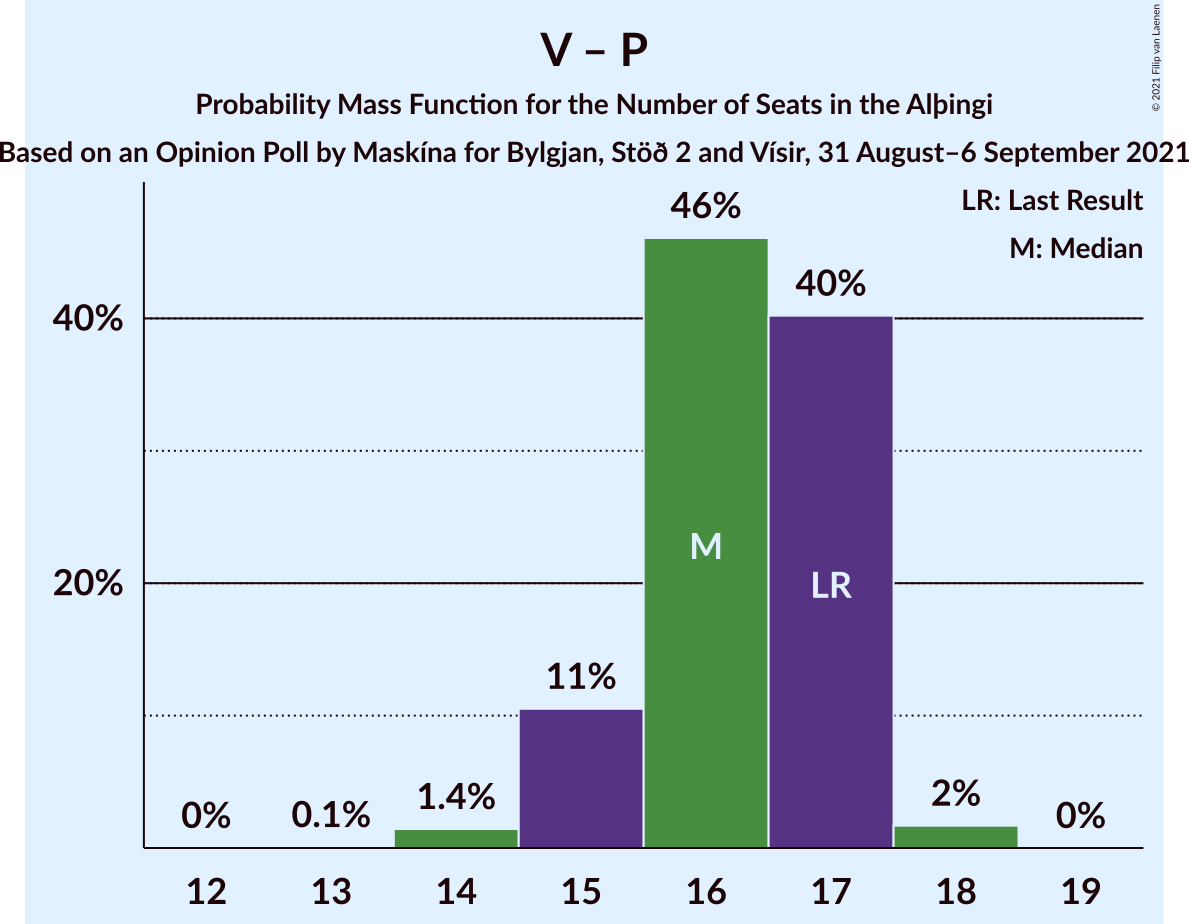 V – P
Probability Mass Function for the Number of Seats in the Alþingi
Based on an Opinion Poll by Maskína for Bylgjan, Stöð 2 and Vísir, 31 August–6 September 2021
© 2021 Filip van Laenen
LR: Last Result
M: Median
46%
40%
40%
M
20%
LR
11%
0%
0.1%
1.4%
2%
0%
12 13 14 15 16 17 18 19